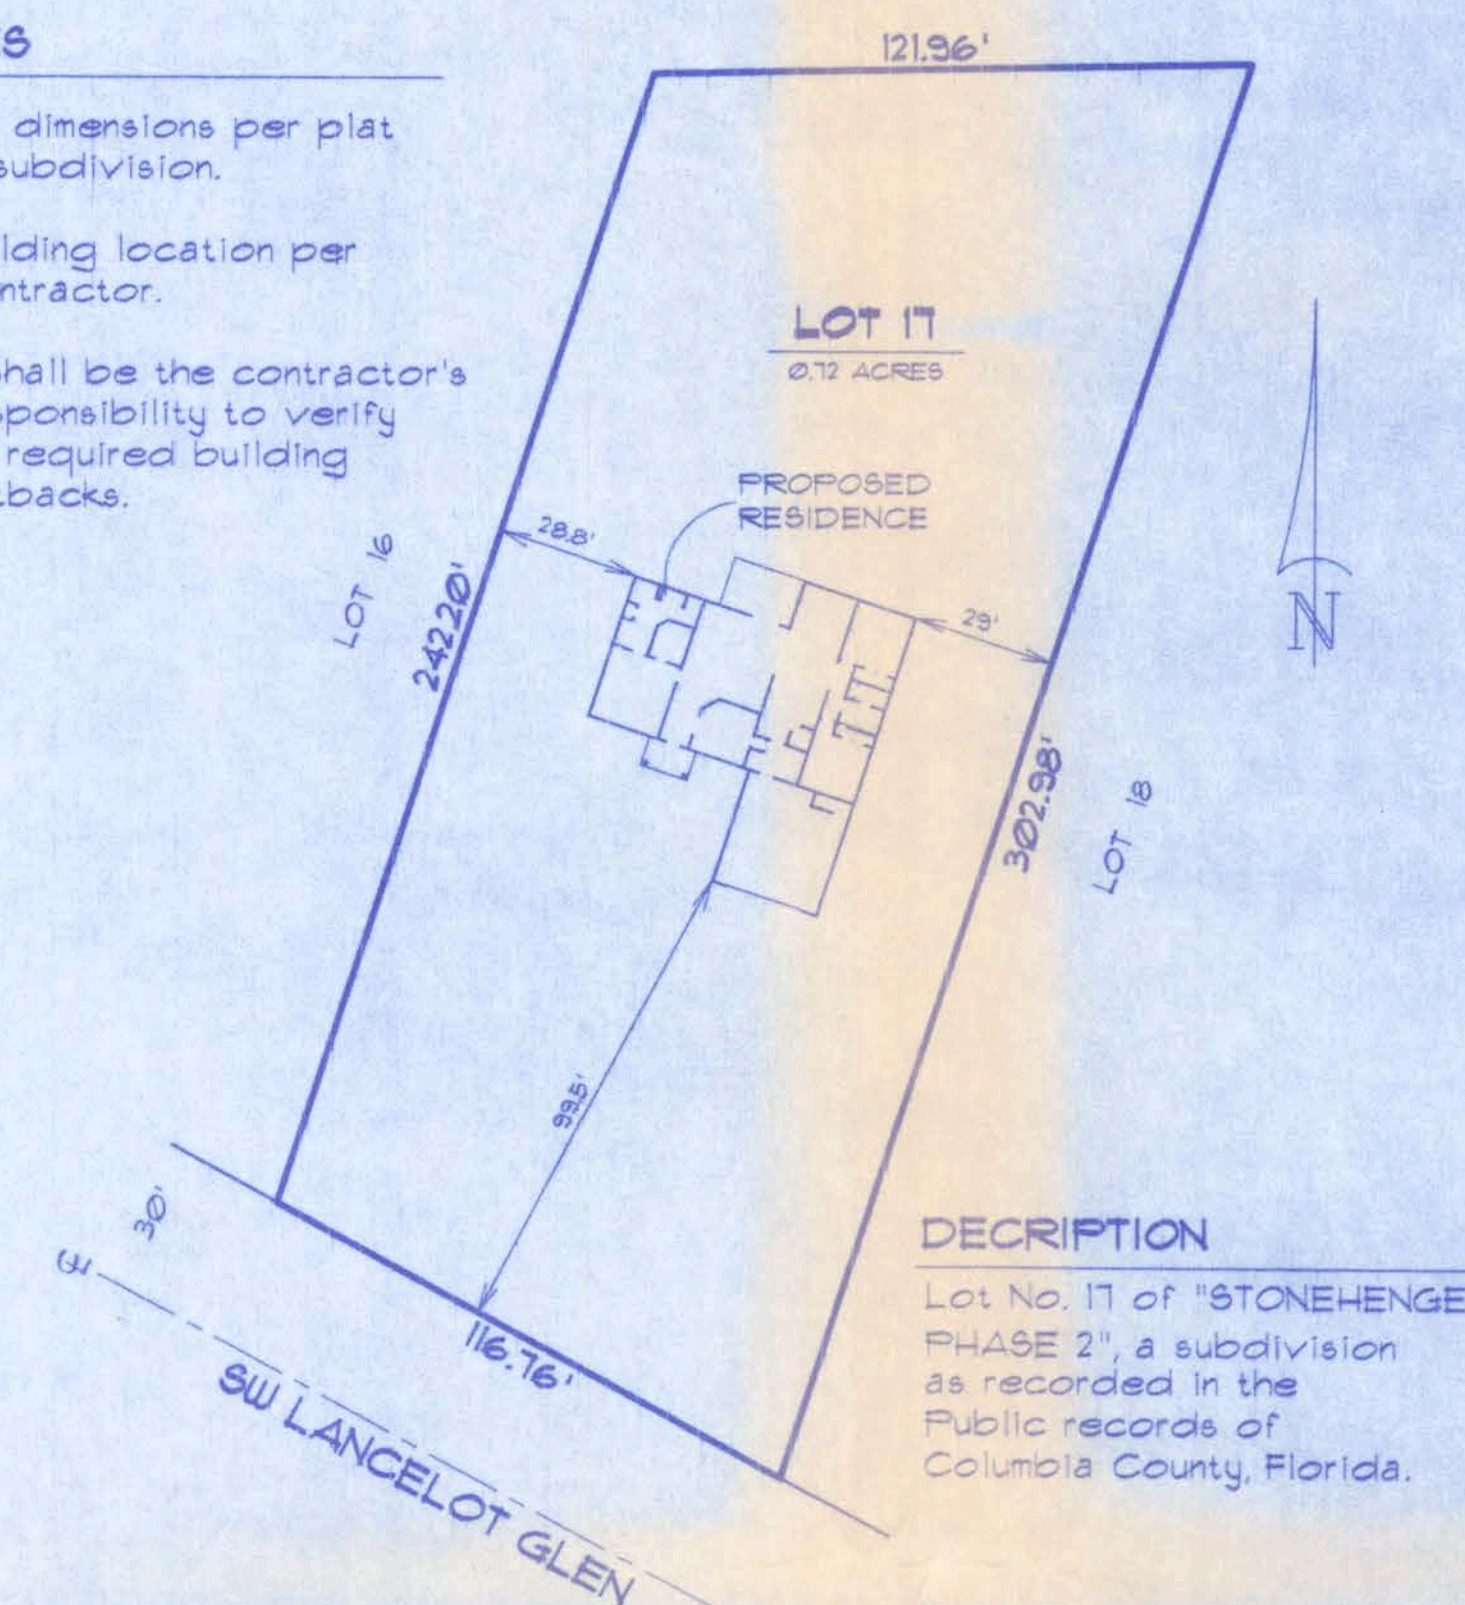 S
dimensions per plat
subdivision.
lding location per
ntractor.
hall be the contractor's
sponsibility to verify
required building
tbacks.
121.96'
LOT 17
0.72 ACRES
PROPOSED
RESIDENCE
28.8'
29'
LOT 16
242.20'
302.98'
LOT 18
N
99.5'
30'
℄
116.76'
SW LANCELOT GLEN
DECRIPTION
Lot No. 17 of "STONEHENGE
PHASE 2", a subdivision
as recorded in the
Public records of
Columbia County, Florida.